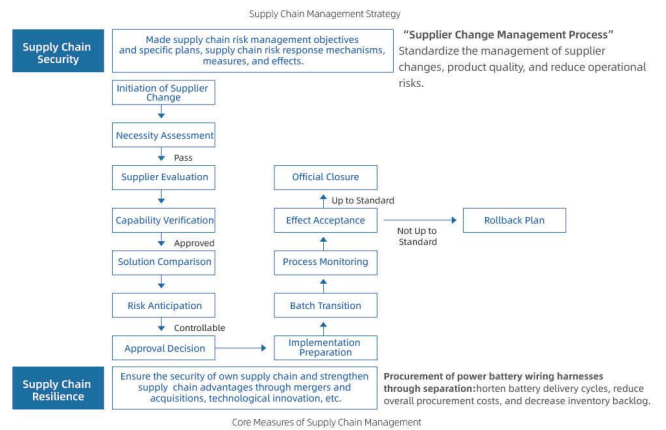 Supply Chain Management Strategy
Supply Chain
Security
Made supply chain risk management objectives
and specific plans, supply chain risk response mechanisms,
measures, and effects.
“Supplier Change Management Process”
Standardize the management of supplier
changes, product quality, and reduce operational
risks.
Initiation of Supplier
Change
Necessity Assessment
Pass
Supplier Evaluation
Capability Verification
Approved
Solution Comparison
Risk Anticipation
Controllable
Approval Decision
Implementation
Preparation
Batch Transition
Process Monitoring
Effect Acceptance
Up to Standard
Official Closure
Not Up to
Standard
Rollback Plan
Supply Chain
Resilience
Ensure the security of own supply chain and strengthen
supply chain advantages through mergers and
acquisitions, technological innovation, etc.
Procurement of power battery wiring harnesses
through separation:horten battery delivery cycles, reduce
overall procurement costs, and decrease inventory backlog.
Core Measures of Supply Chain Management